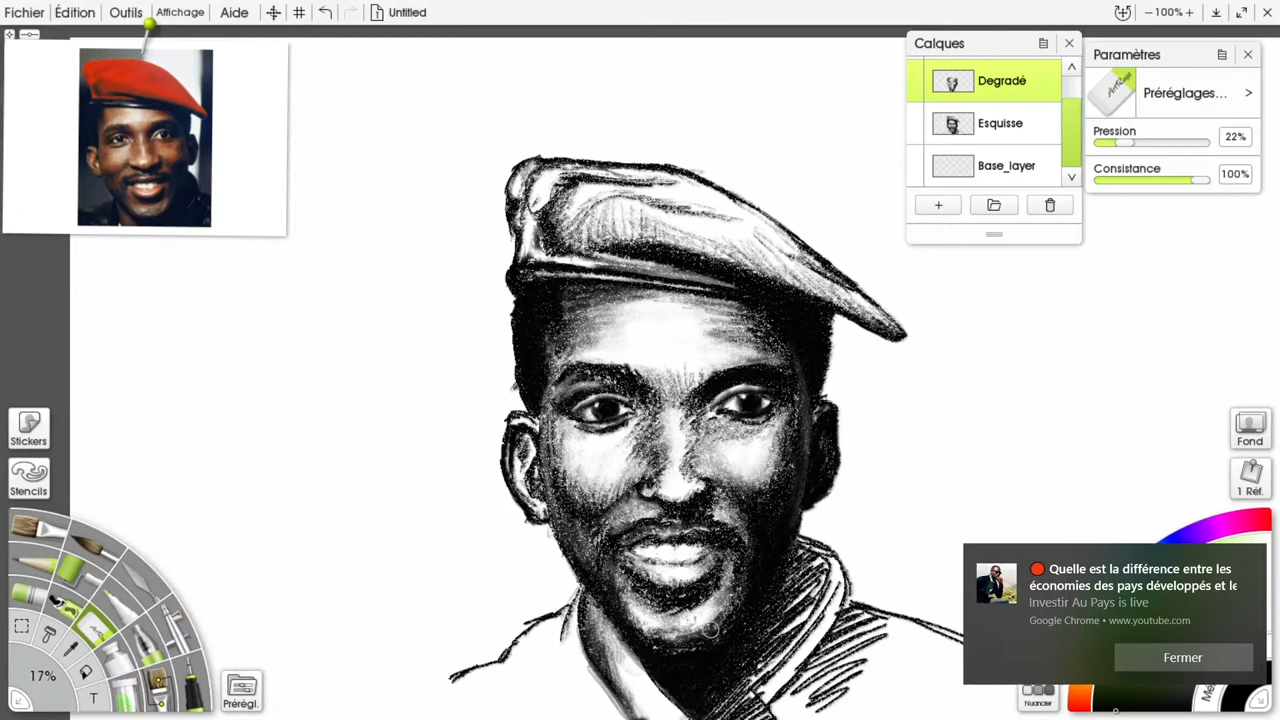 Fichier Édition Outils Affichage Aide Untitled 100%
Calques
Degradé
Esquisse
Base_layer
Paramètres
Préréglages...
Pression
22%
Consistance
100%
Stickers
Stencils
17%
T
Prérégl.
Fond
1 Réf.
Quelle est la différence entre les
économies des pays développés et le
Investir Au Pays is live
Google Chrome • www.youtube.com
Fermer
Nuancier